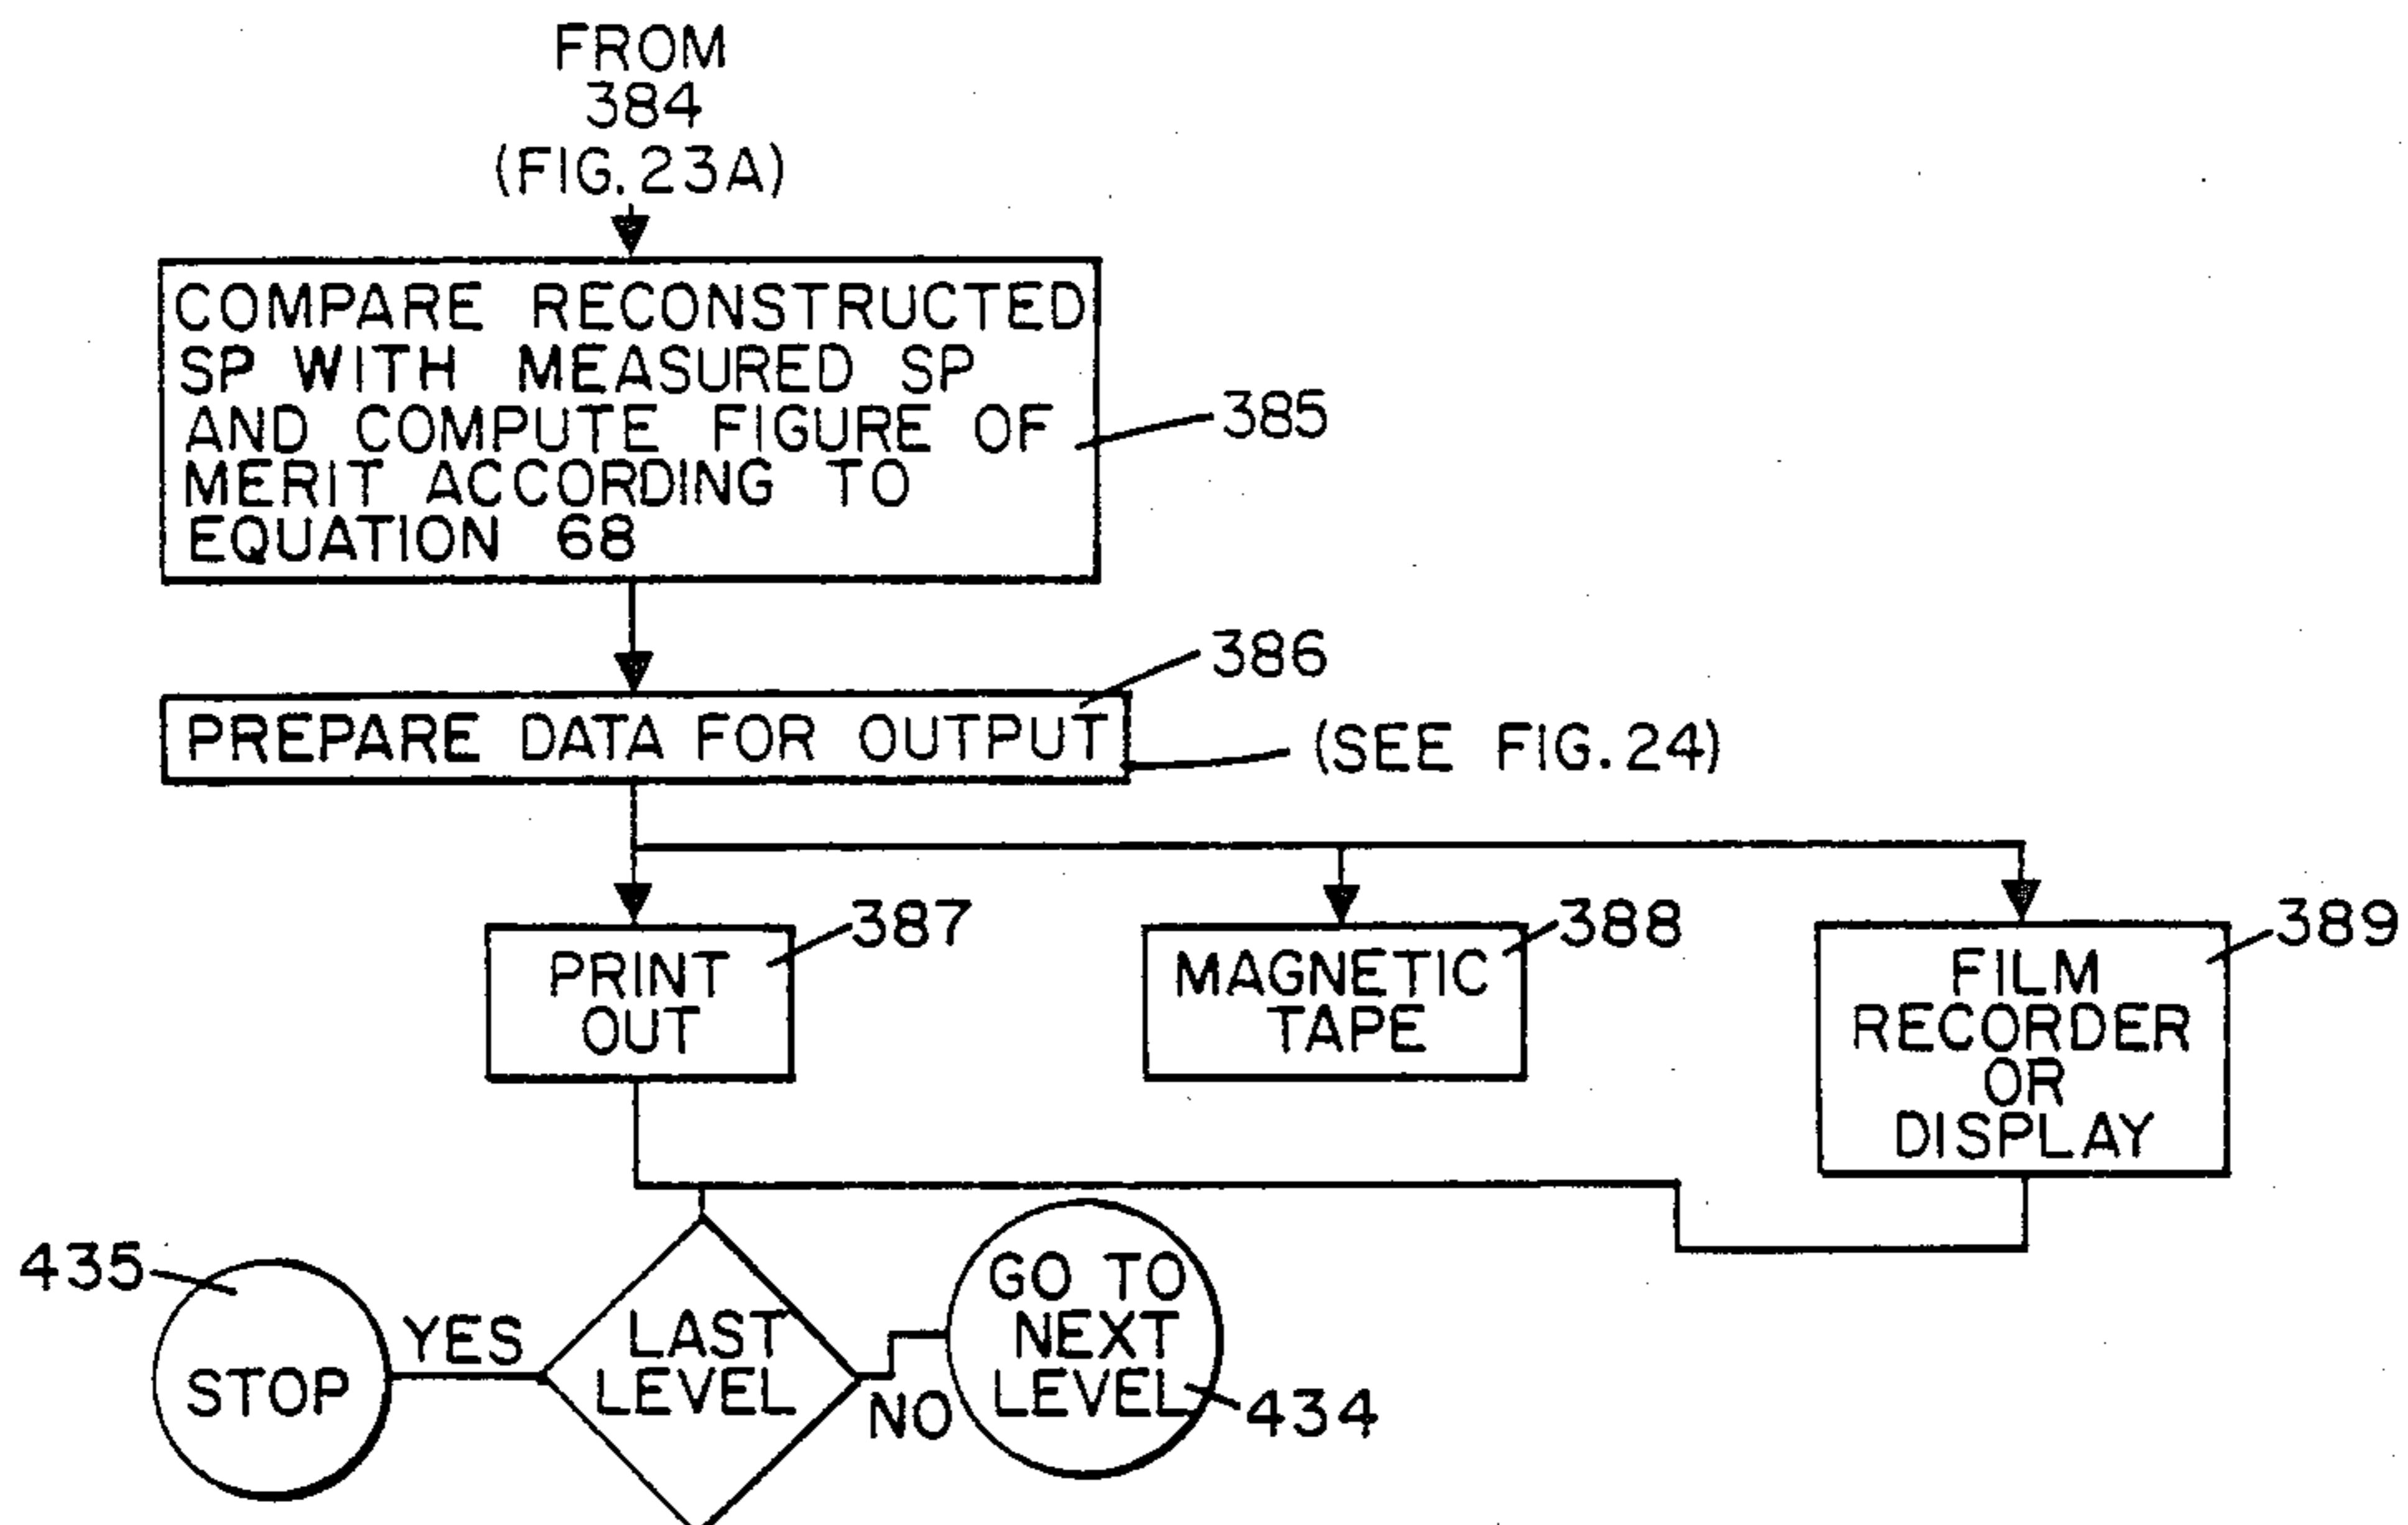 FROM
384
(FIG. 23A)
COMPARE RECONSTRUCTED
SP WITH MEASURED SP
AND COMPUTE FIGURE OF
MERIT ACCORDING TO
EQUATION 68
385
386
PREPARE DATA FOR OUTPUT
(SEE FIG. 24)
387
PRINT
OUT
388
MAGNETIC
TAPE
389
FILM
RECORDER
OR
DISPLAY
435
STOP
YES
LAST
LEVEL
NO
GO TO
NEXT
LEVEL
434